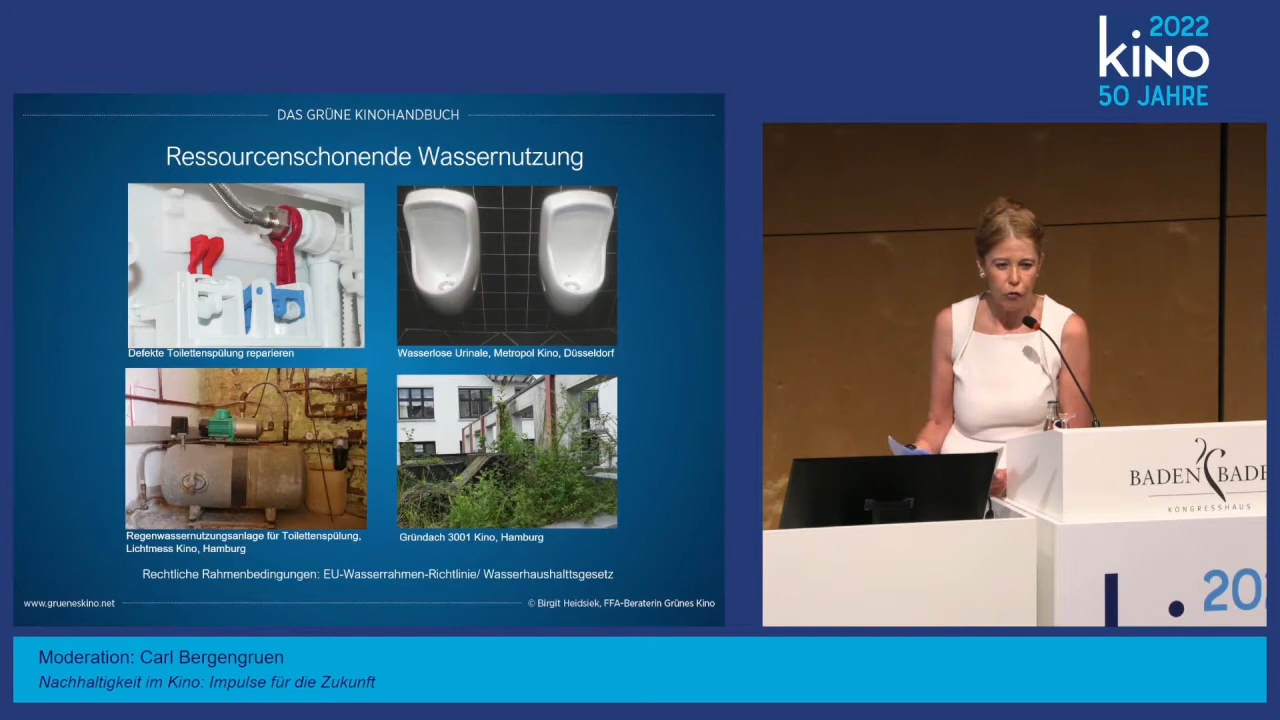 2022
kino
50 JAHRE
DAS GRÜNE KINOHANDBUCH
Ressourcenschonende Wassernutzung
Defekte Toilettenspülung reparieren
Wasserlose Urinale, Metropol Kino, Düsseldorf
Regenwassernutzungsanlage für Toilettenspülung,
Lichtmess Kino, Hamburg
Gründach 3001 Kino, Hamburg
Rechtliche Rahmenbedingungen: EU-Wasserrahmen-Richtlinie/ Wasserhaushalttsgesetz
www.grueneskino.net
© Birgit Heidsiek, FFA-Beraterin Grünes Kino
BADEN BADE
KONGRESSHAUS
20
Moderation: Carl Bergengruen
Nachhaltigkeit im Kino: Impulse für die Zukunft